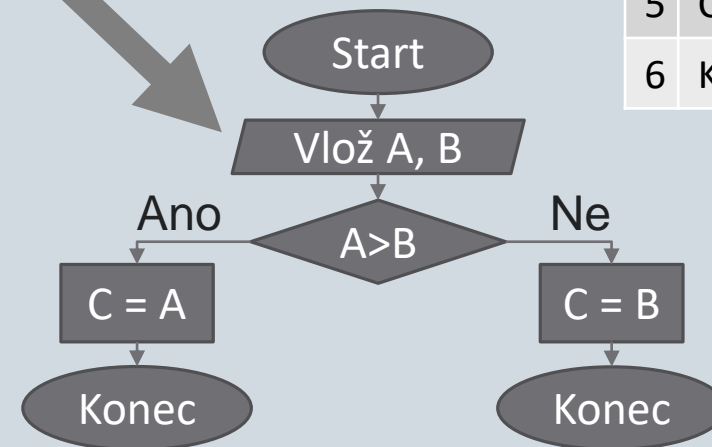 5
6 K
Start
Vlož A, B
Ano
A>B
Ne
C = A
C = B
Konec
Konec